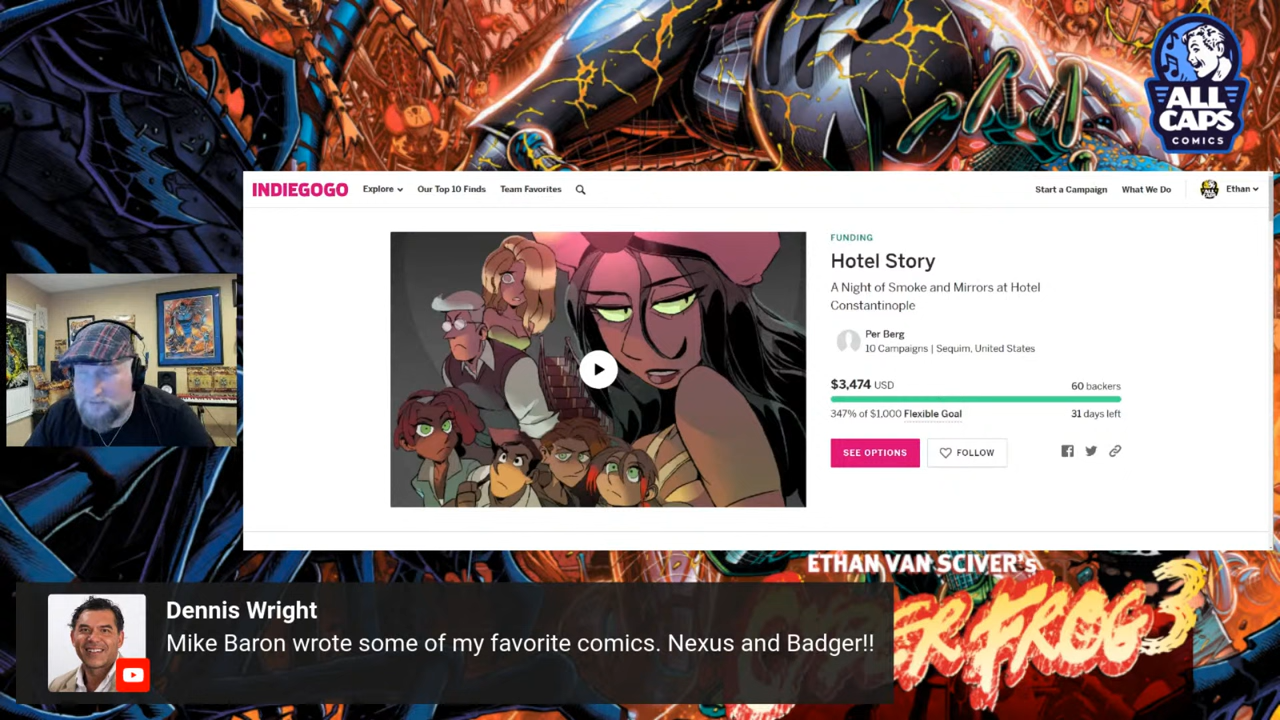 ALL
CAPS
COMICS
INDIEGOGO Explore Our Top 10 Finds Team Favorites Start a Campaign What We Do Ethan
FUNDING
Hotel Story
A Night of Smoke and Mirrors at Hotel
Constantinople
Per Berg
10 Campaigns | Sequim, United States
$3,474 USD 60 backers
347% of $1,000 Flexible Goal 31 days left
SEE OPTIONS FOLLOW
ETHAN VAN SCIVER's
FROG 3
Dennis Wright
Mike Baron wrote some of my favorite comics. Nexus and Badger!!